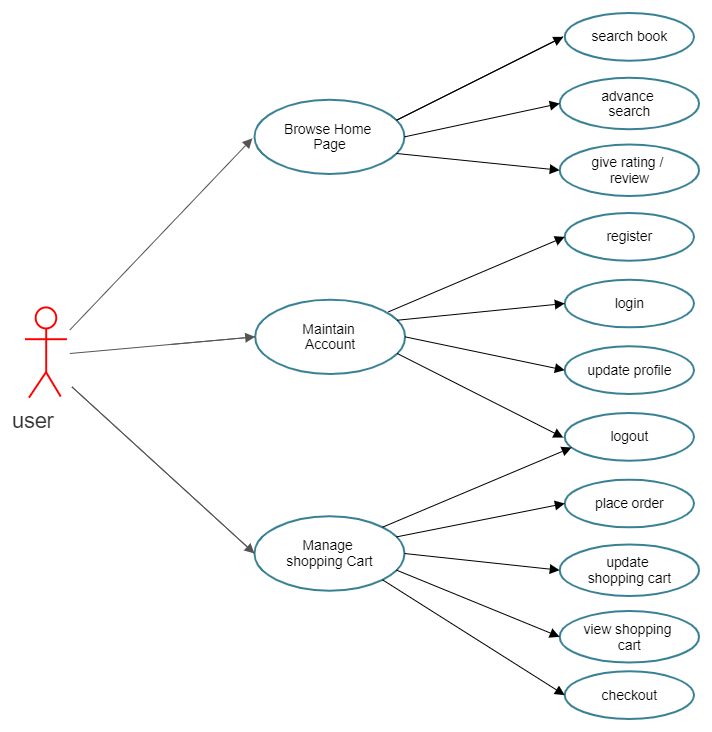 search book
advance
search
Browse Home
Page
give rating /
review
register
login
Maintain
Account
update profile
user
logout
place order
Manage
shopping Cart
update
shopping cart
view shopping
cart
checkout